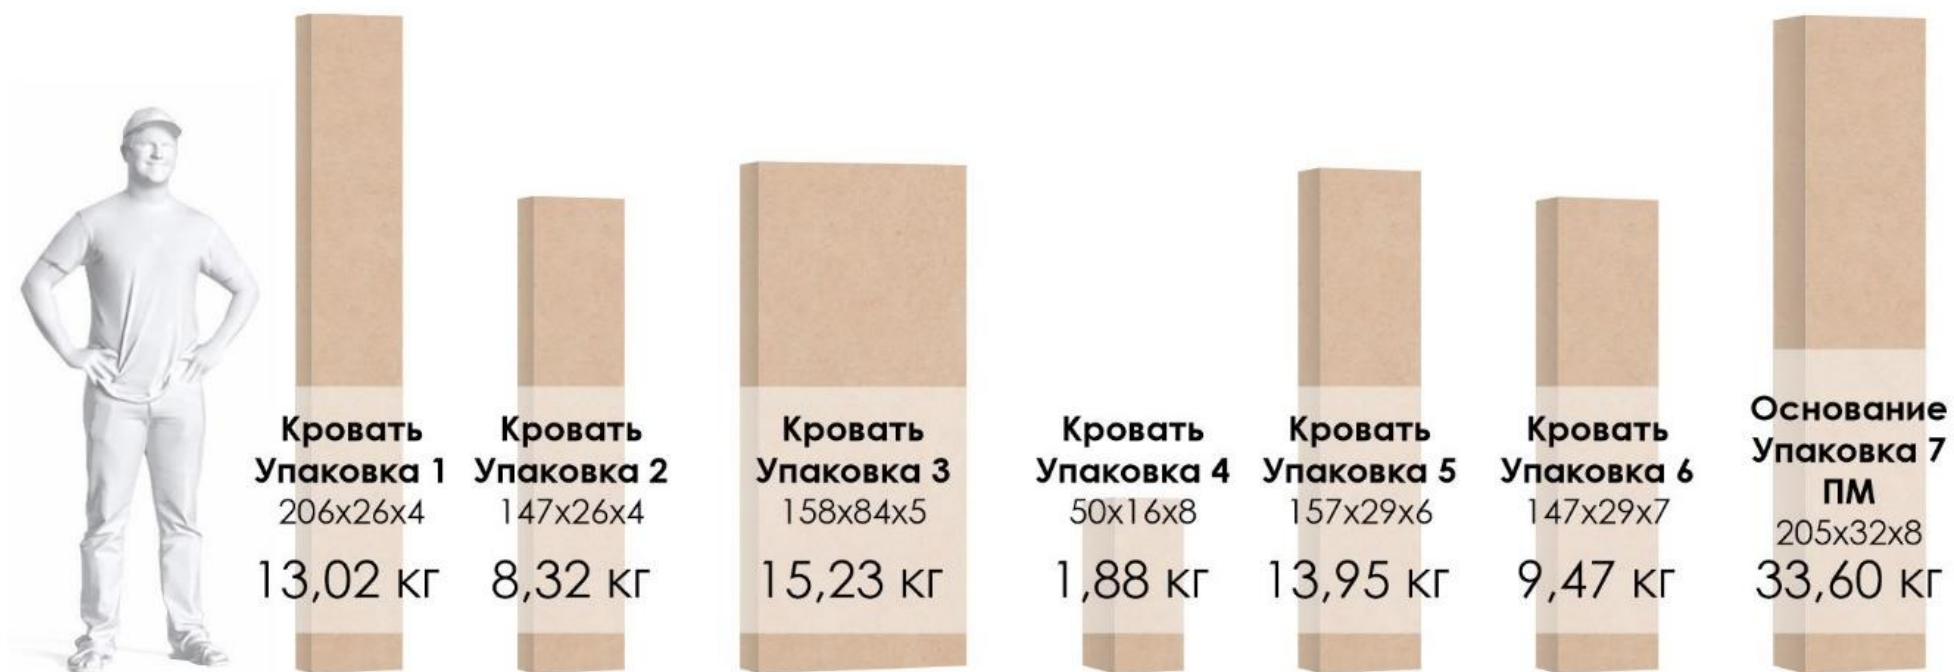 Кровать
Упаковка 1
206x26x4
13,02 кг
Кровать
Упаковка 2
147x26x4
8,32 кг
Кровать
Упаковка 3
158x84x5
15,23 кг
Кровать
Упаковка 4
50x16x8
1,88 кг
Кровать
Упаковка 5
157x29x6
13,95 кг
Кровать
Упаковка 6
147x29x7
9,47 кг
Основание
Упаковка 7
ПМ
205x32x8
33,60 кг